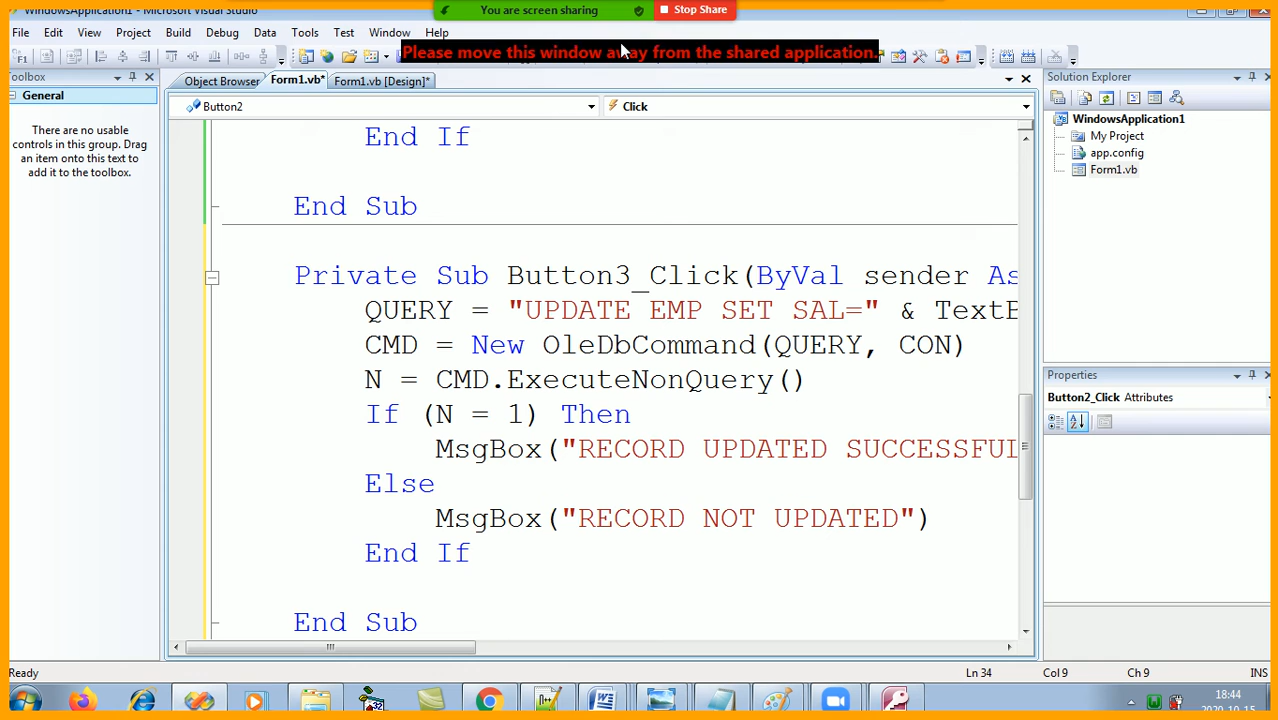 WindowsApplication1 - Microsoft Visual Studio
You are screen sharing
Stop Share
File Edit View Project Build Debug Data Tools Test Window Help
Please move this window away from the shared application.
Toolbox
Object Browser Form1.vb* Form1.vb [Design]*
Solution Explorer
General
Button2 Click
There are no usable
controls in this group. Drag
an item onto this text to
add it to the toolbox.
WindowsApplication1
My Project
app.config
Form1.vb
End If
End Sub
Private Sub Button3_Click(ByVal sender As
QUERY = "UPDATE EMP SET SAL=" & TextB
CMD = New OleDbCommand(QUERY, CON)
N = CMD.ExecuteNonQuery()
If (N = 1) Then
MsgBox("RECORD UPDATED SUCCESSFUL
Else
MsgBox("RECORD NOT UPDATED")
End If
End Sub
Properties
Button2_Click Attributes
Ready
Ln 34 Col 9 Ch 9 INS
18:44
2020-10-15